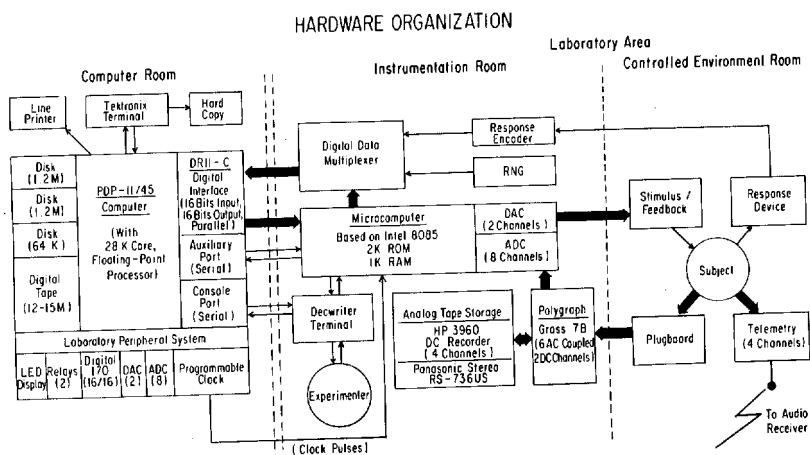 HARDWARE ORGANIZATION
Laboratory Area
Computer Room
Instrumentation Room
Controlled Environment Room
Line
Printer
Tektronix
Terminal
Hard
Copy
Disk
(1.2M)
Disk
(1.2M)
Disk
(64 K)
Digital
Tape
(12-15M)
PDP-11/45
Computer
(With
28 K Core,
Floating-Point
Processor)
DR11-C
Digital
Interface
(16 Bits Input,
16 Bits Output,
Parallel)
Auxiliary
Port
(Serial)
Console
Port
(Serial)
Laboratory Peripheral System
LED
Display
Relays
(2)
Digital
I/O
(16/16)
DAC
(2)
ADC
(8)
Programmable
Clock
Digital Data
Multiplexer
Response
Encoder
RNG
Microcomputer
Based on Intel 8085
2K ROM
1K RAM
DAC
(2 Channels)
ADC
(8 Channels)
Decwriter
Terminal
Experimenter
(Clock Pulses)
Analog Tape Storage
HP 3960
DC Recorder
(4 Channels)
Panasonic Stereo
RS-736US
Polygraph
Grass 7B
(6AC Coupled
2DC Channels)
Stimulus /
Feedback
Response
Device
Subject
Plugboard
Telemetry
(4 Channels)
To Audio
Receiver